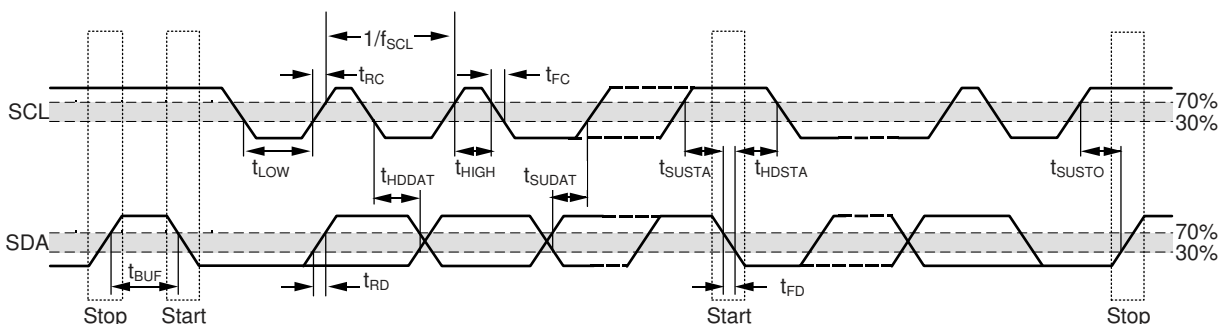 1/fSCL
tRC
tFC
SCL
70%
30%
tLOW
tHDDAT
tHIGH
tSUDAT
tSUSTA
tHDSTA
tSUSTO
SDA
70%
30%
tBUF
tRD
tFD
Stop
Start
Start
Stop